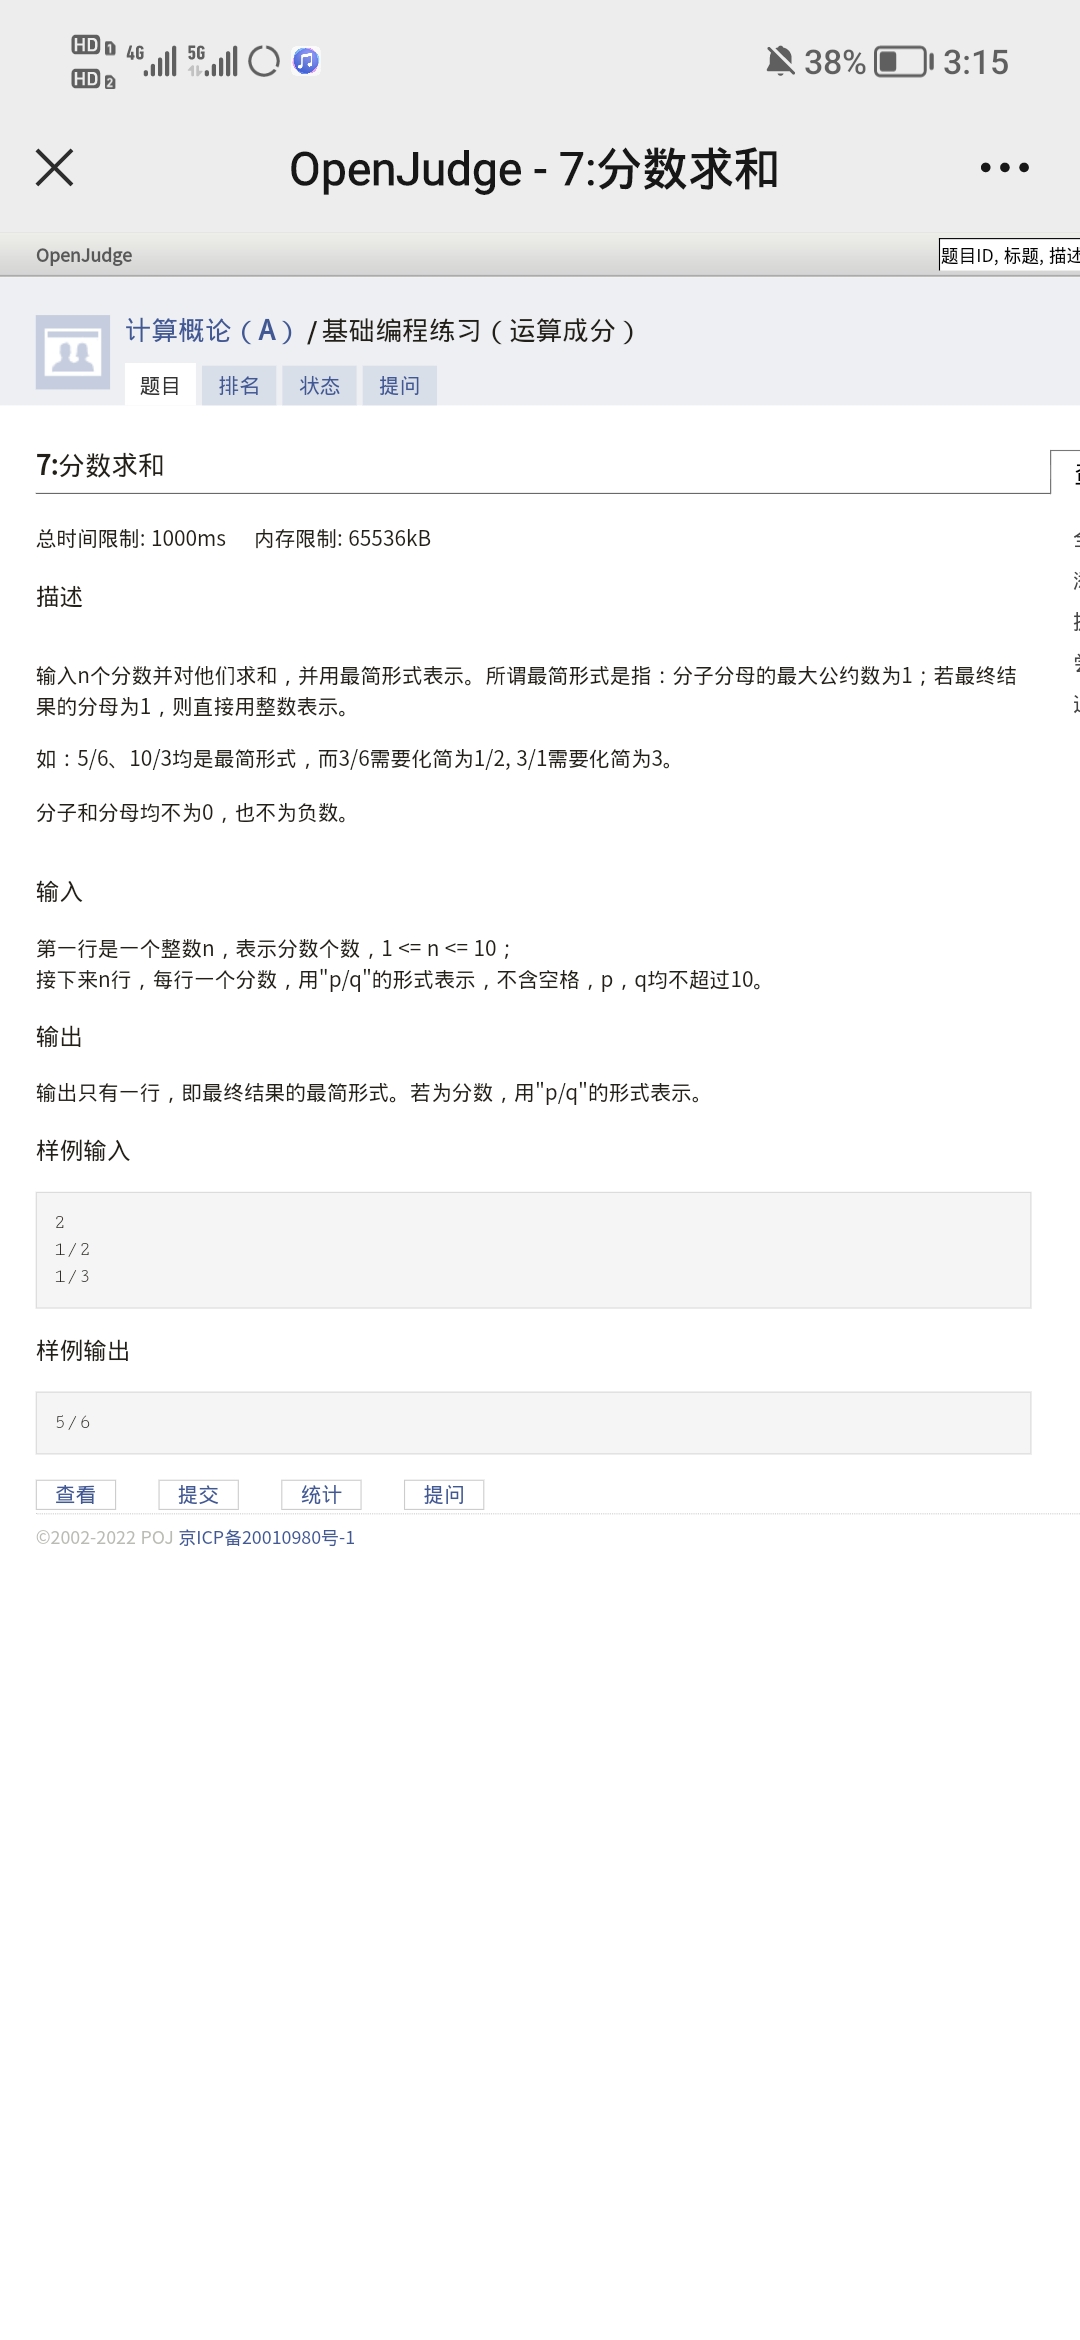 HD 1 4G 5G 38% 3:15
HD 2
OpenJudge - 7:分数求和
OpenJudge 题目ID, 标题, 描述
计算概论（A） / 基础编程练习（运算成分）
题目 排名 状态 提问
7:分数求和
总时间限制: 1000ms 内存限制: 65536kB
描述
输入n个分数并对他们求和，并用最简形式表示。所谓最简形式是指：分子分母的最大公约数为1；若最终结
果的分母为1，则直接用整数表示。
如：5/6、10/3均是最简形式，而3/6需要化简为1/2, 3/1需要化简为3。
分子和分母均不为0，也不为负数。
输入
第一行是一个整数n，表示分数个数，1 <= n <= 10；
接下来n行，每行一个分数，用"p/q"的形式表示，不含空格，p，q均不超过10。
输出
输出只有一行，即最终结果的最简形式。若为分数，用"p/q"的形式表示。
样例输入
2
1/2
1/3
样例输出
5/6
查看 提交 统计 提问
©2002-2022 POJ 京ICP备20010980号-1